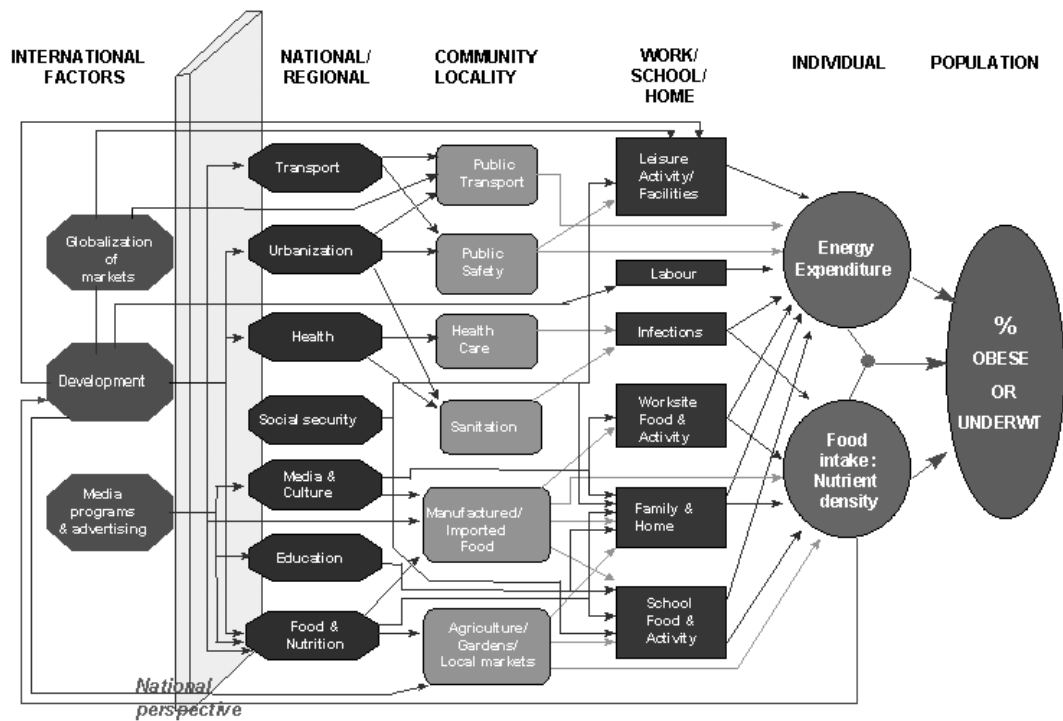 INTERNATIONAL
FACTORS
NATIONAL/
REGIONAL
COMMUNITY
LOCALITY
WORK/
SCHOOL/
HOME
INDIVIDUAL
POPULATION
Globalization
of
markets
Development
Media
programs
& advertising
Transport
Urbanization
Health
Social security
Media &
Culture
Education
Food &
Nutrition
National
perspective
Public
Transport
Public
Safety
Health
Care
Sanitation
Manufactured/
Imported
Food
Agriculture/
Gardens/
Local markets
Leisure
Activity/
Facilities
Labour
Infections
Worksite
Food &
Activity
Family &
Home
School
Food &
Activity
Energy
Expenditure
Food
intake:
Nutrient
density
%
OBESE
OR
UNDERWT